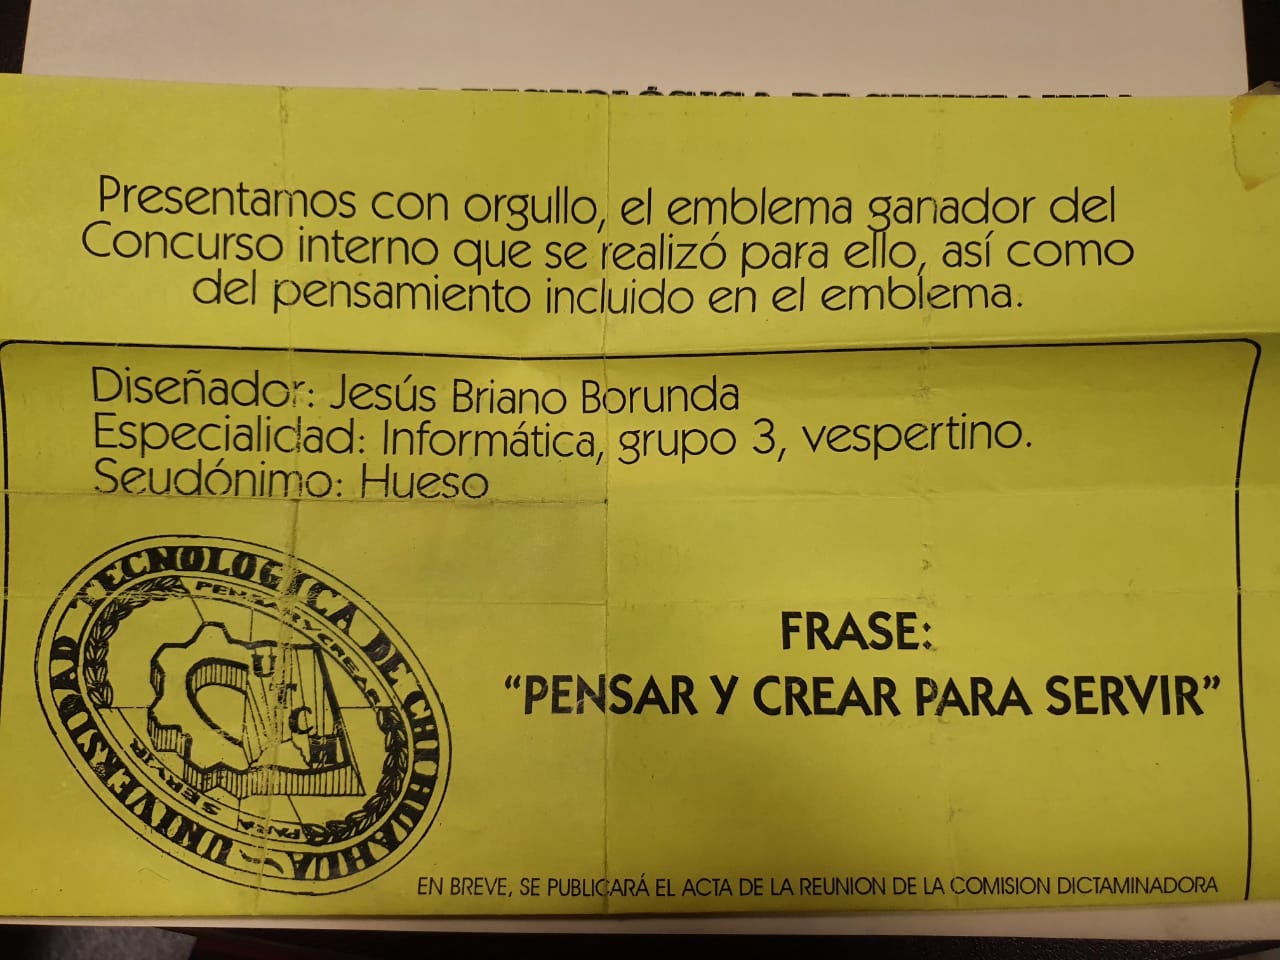 TECNOLÓGICA DE CHIHUAHUA
Presentamos con orgullo, el emblema ganador del
Concurso interno que se realizó para ello, así como
del pensamiento incluido en el emblema.
Diseñador: Jesús Briano Borunda
Especialidad: Informática, grupo 3, vespertino.
Seudónimo: Hueso
UNIVERSIDAD TECNOLOGICA DE CHIHUAHUA
PENSAR Y CREAR PARA SERVIR
UTCH
FRASE:
“PENSAR Y CREAR PARA SERVIR”
EN BREVE, SE PUBLICARÁ EL ACTA DE LA REUNION DE LA COMISION DICTAMINADORA